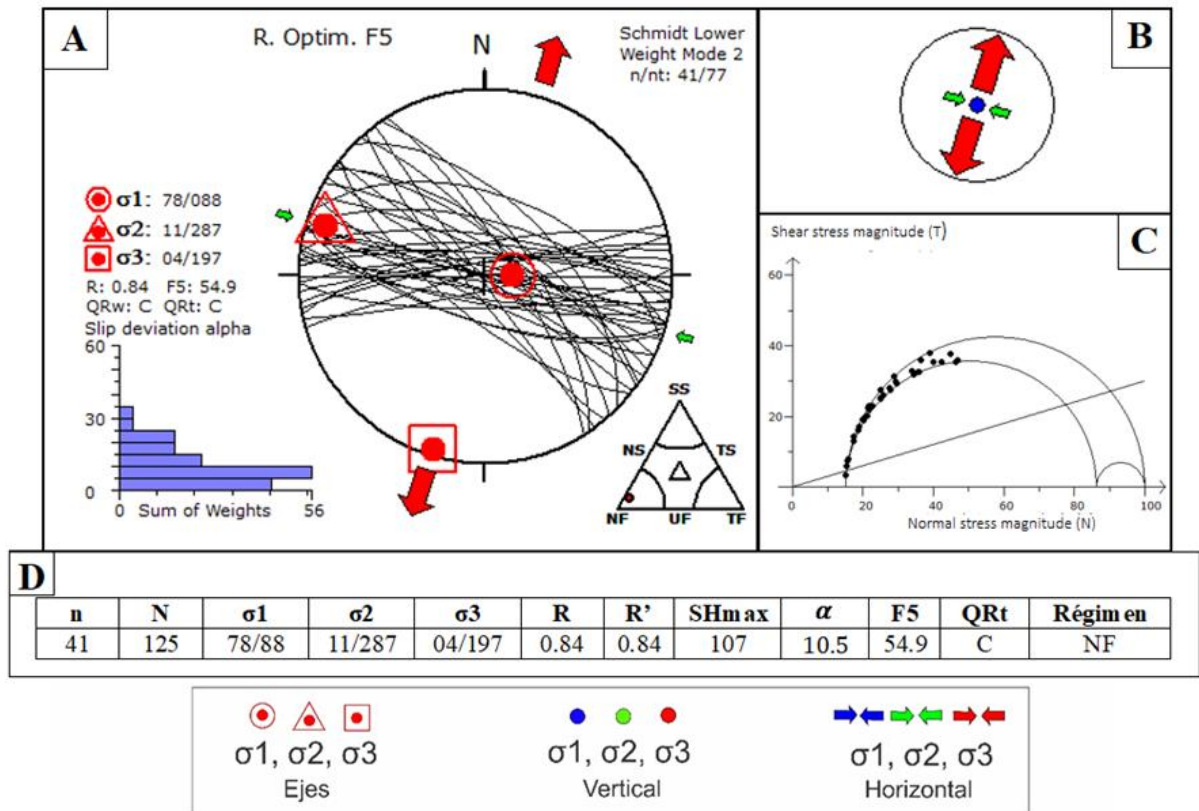 A
R. Optim. F5
N
Schmidt Lower
Weight Mode 2
n/nt: 41/77
σ1: 78/088
σ2: 11/287
σ3: 04/197
R: 0.84 F5: 54.9
QRw: C QRt: C
Slip deviation alpha
60
30
0
0 Sum of Weights 56
SS
NS TS
NF UF TF
B
C
Shear stress magnitude (T)
60
40
20
0 20 40 60 80 100
Normal stress magnitude (N)
D
n N σ1 σ2 σ3 R R’ SHmax α F5 QRt Régimen
41 125 78/88 11/287 04/197 0.84 0.84 107 10.5 54.9 C NF
σ1, σ2, σ3
Ejes
σ1, σ2, σ3
Vertical
σ1, σ2, σ3
Horizontal